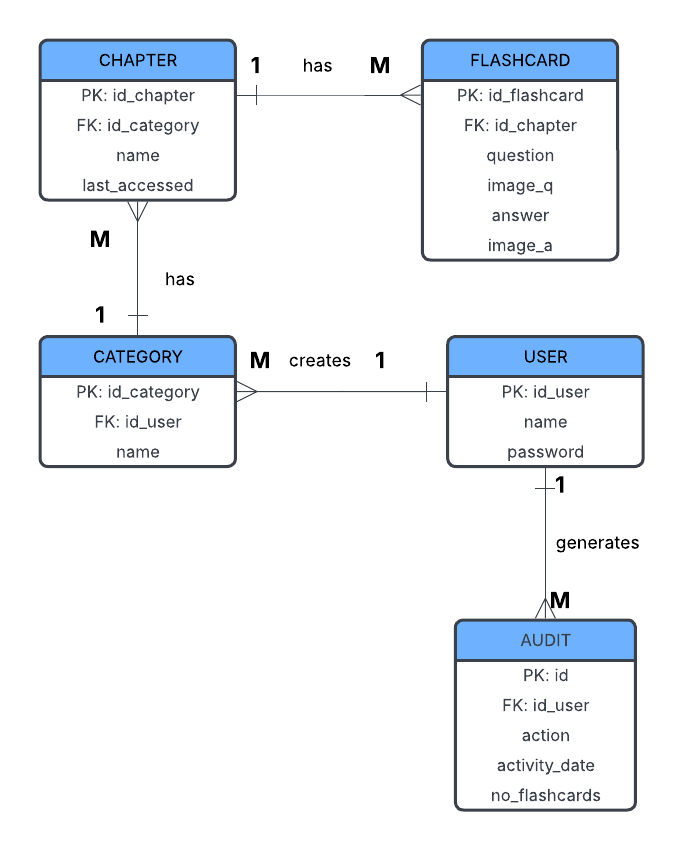 CHAPTER
PK: id_chapter
FK: id_category
name
last_accessed
1
has
M
FLASHCARD
PK: id_flashcard
FK: id_chapter
question
image_q
answer
image_a
M
has
1
CATEGORY
PK: id_category
FK: id_user
name
M
creates
1
USER
PK: id_user
name
password
1
generates
M
AUDIT
PK: id
FK: id_user
action
activity_date
no_flashcards